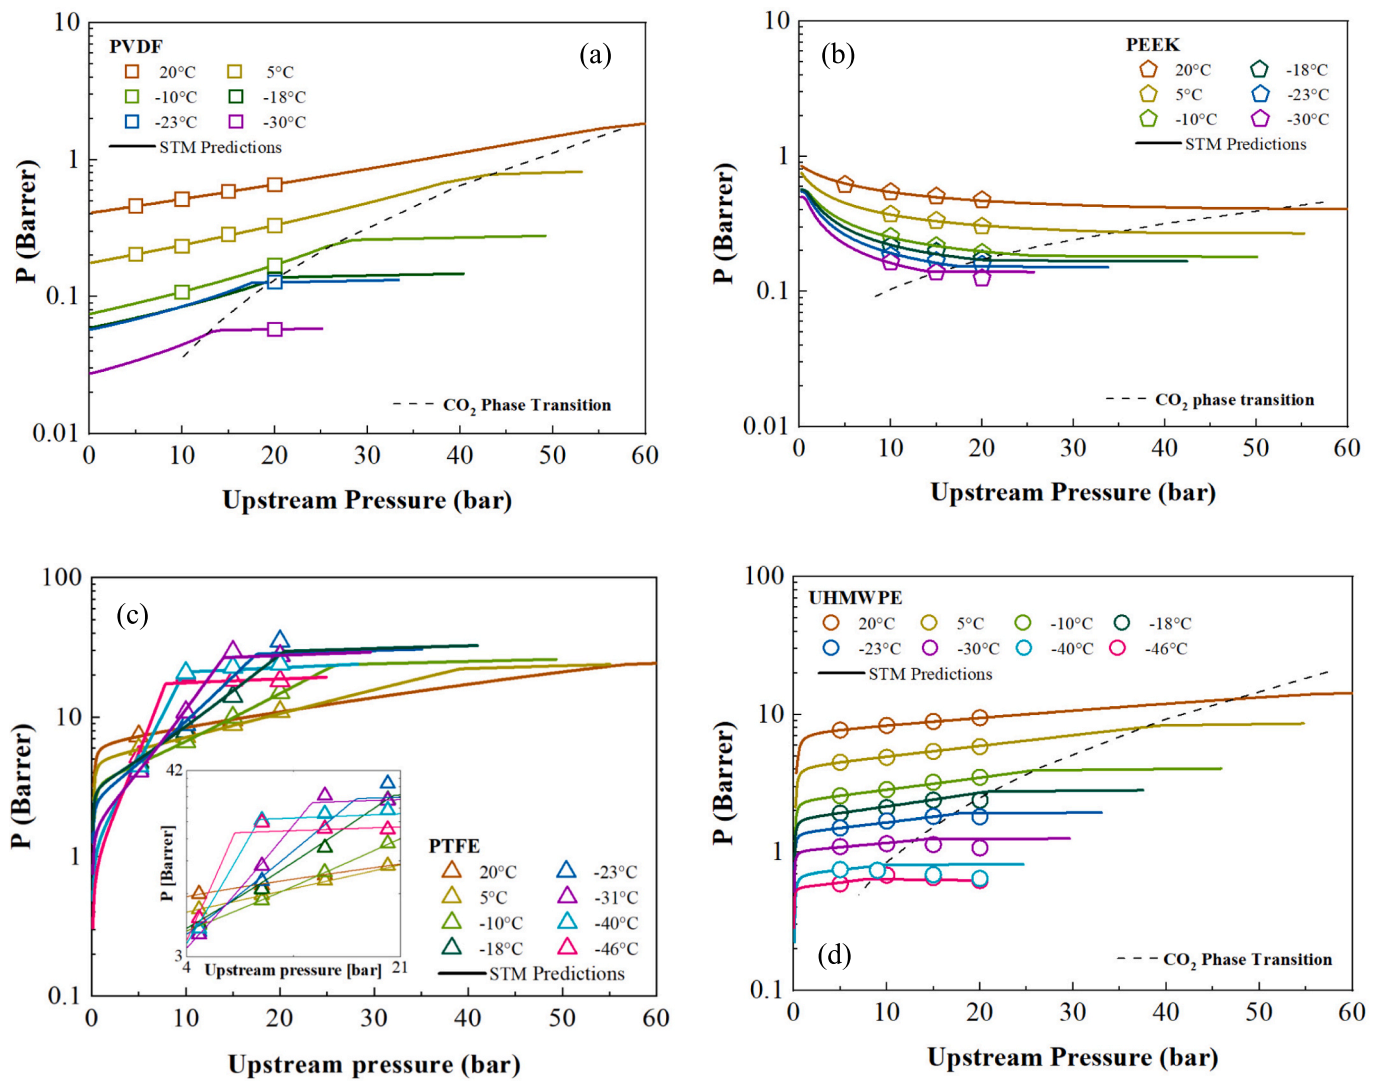 10
1
0.1
0.01
0
10
20
30
40
50
60
P (Barrer)
Upstream Pressure (bar)
PVDF
(a)
20°C
5°C
-10°C
-18°C
-23°C
-30°C
STM Predictions
CO2 Phase Transition
10
1
0.1
0.01
0
10
20
30
40
50
60
P (Barrer)
Upstream Pressure (bar)
(b)
PEEK
20°C
-18°C
5°C
-23°C
-10°C
-30°C
STM Predictions
CO2 phase transition
100
10
1
0.1
0
10
20
30
40
50
60
P (Barrer)
Upstream pressure (bar)
(c)
42
3
4
21
P [Barrer]
Upstream pressure [bar]
PTFE
20°C
-23°C
5°C
-31°C
-10°C
-40°C
-18°C
-46°C
STM Predictions
100
10
1
0.1
0
10
20
30
40
50
60
P (Barrer)
Upstream Pressure (bar)
UHMWPE
20°C
5°C
-10°C
-18°C
-23°C
-30°C
-40°C
-46°C
STM Predictions
(d)
CO2 Phase Transition